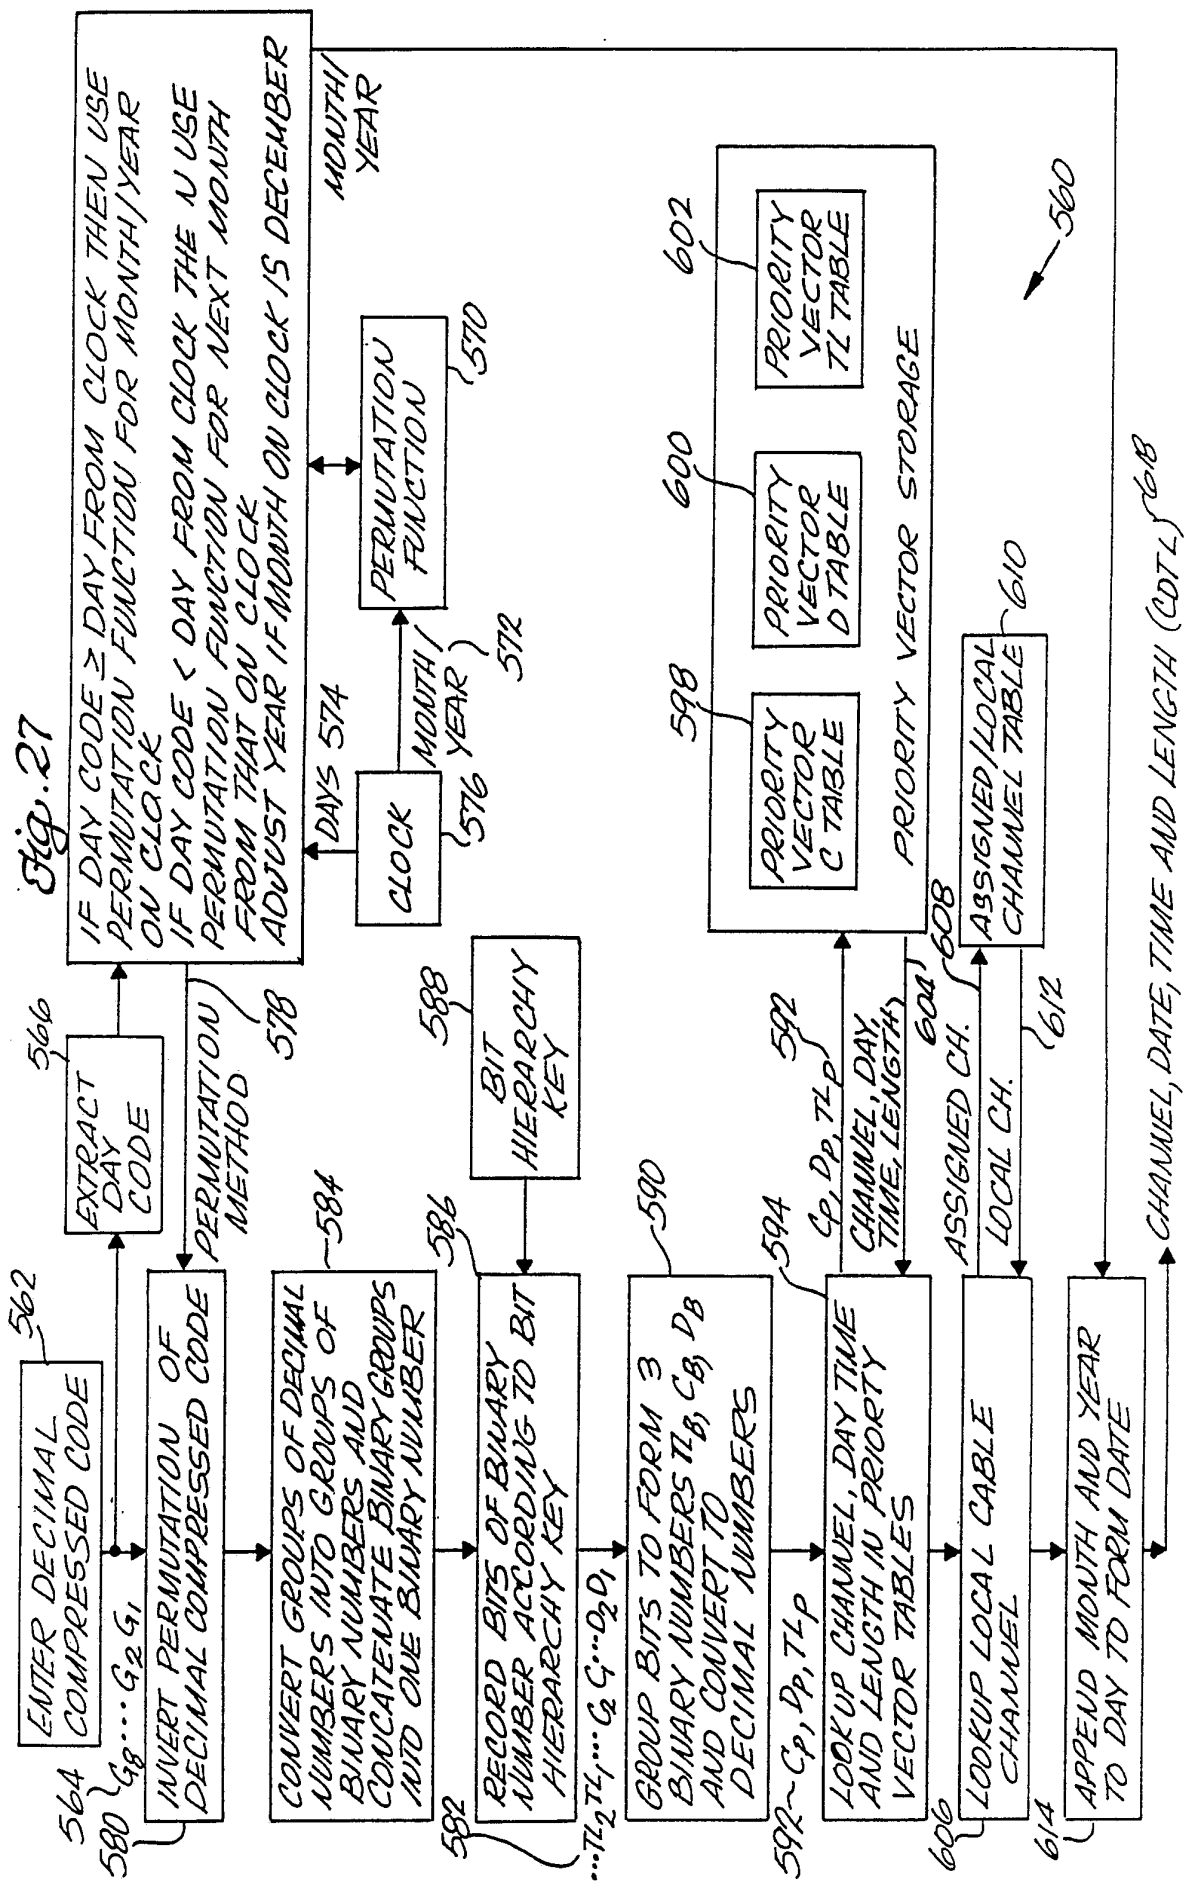 Fig. 27
562
ENTER DECIMAL
COMPRESSED CODE
564
G8....G2 G1
566
EXTRACT
DAY
CODE
IF DAY CODE ≥ DAY FROM CLOCK THEN USE
PERMUTATION FUNCTION FOR MONTH/YEAR
ON CLOCK
IF DAY CODE < DAY FROM CLOCK THE N USE
PERMUTATION FUNCTION FOR NEXT MONTH
FROM THAT ON CLOCK
ADJUST YEAR IF MONTH ON CLOCK IS DECEMBER
MONTH/
YEAR
578
PERMUTATION
METHOD
DAYS 574
CLOCK
576
MONTH/
YEAR
572
PERMUTATION
FUNCTION
570
580
INVERT PERMUTATION OF
DECIMAL COMPRESSED CODE
584
CONVERT GROUPS OF DECIMAL
NUMBERS INTO GROUPS OF
BINARY NUMBERS AND
CONCATENATE BINARY GROUPS
INTO ONE BINARY NUMBER
582
586
RECORD BITS OF BINARY
NUMBER ACCORDING TO BIT
HIERARCHY KEY
588
BIT
HIERARCHY
KEY
...TL2 TL1,... C2 C1...D2D1
590
GROUP BITS TO FORM 3
BINARY NUMBERS TLB, CB, DB
AND CONVERT TO
DECIMAL NUMBERS
592~ CP, DP, TLP
594
LOOKUP CHANNEL, DAY TIME
AND LENGTH IN PRIORTY
VECTOR TABLES
592
CP, DP, TLP
CHANNEL, DAY,
TIME, LENGTH
604
598
PRIORITY
VECTOR
C TABLE
600
PRIORITY
VECTOR
D TABLE
602
PRIORITY
VECTOR
TL TABLE
PRIORITY VECTOR STORAGE
560
606
LOOKUP LOCAL CABLE
CHANNEL
ASSIGNED CH.
608
LOCAL CH.
612
ASSIGNED/LOCAL
CHANNEL TABLE
610
614
APPEND MONTH AND YEAR
TO DAY TO FORM DATE
CHANNEL, DATE, TIME AND LENGTH (CDTL)
618